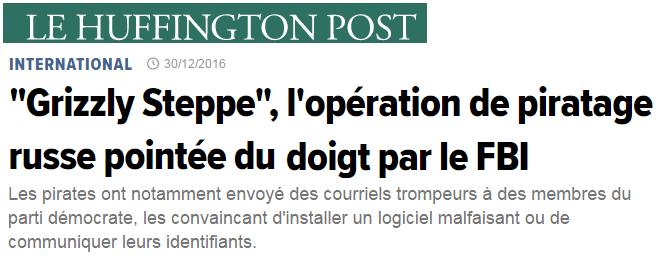 LE HUFFINGTON POST
INTERNATIONAL 30/12/2016
"Grizzly Steppe", l'opération de piratage
russe pointée du doigt par le FBI
Les pirates ont notamment envoyé des courriels trompeurs à des membres du
parti démocrate, les convaincant d'installer un logiciel malfaisant ou de
communiquer leurs identifiants.